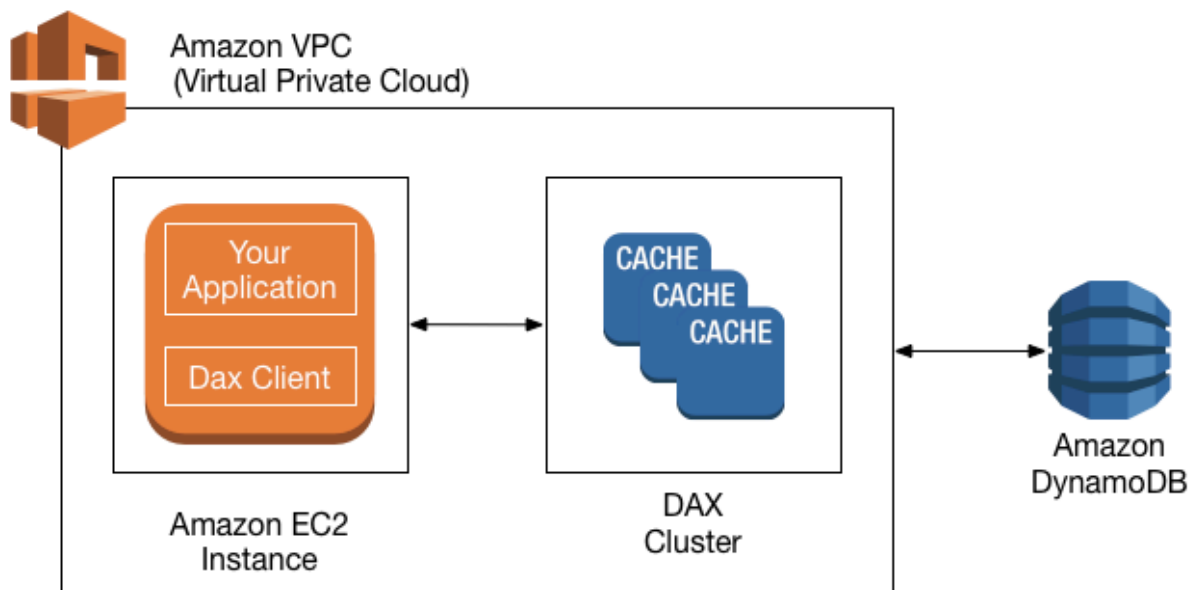 Amazon VPC
(Virtual Private Cloud)
Your
Application
Dax Client
Amazon EC2
Instance
CACHE
CACHE
CACHE
DAX
Cluster
Amazon
DynamoDB